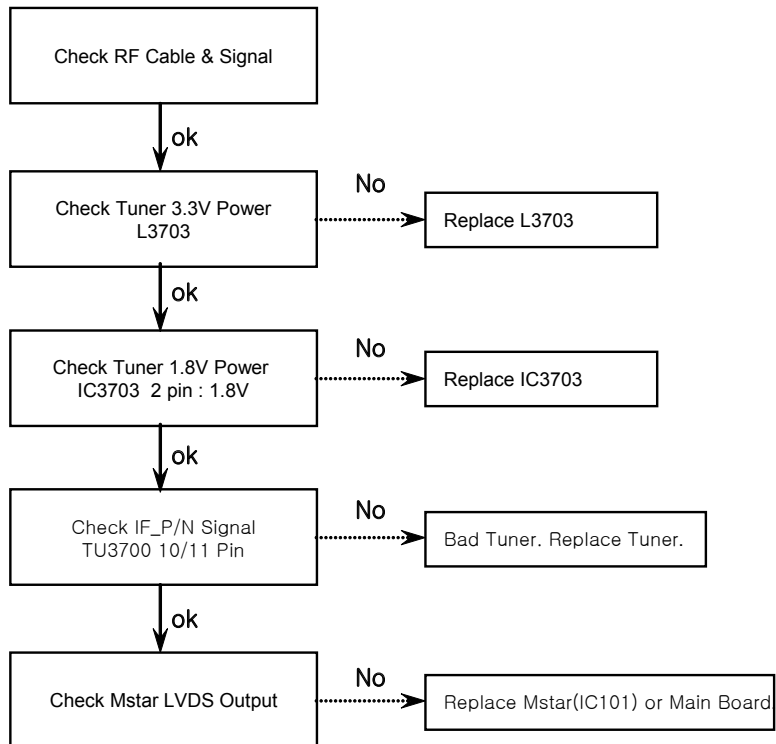 Check RF Cable & Signal
ok
Check Tuner 3.3V Power
L3703
No
Replace L3703
ok
Check Tuner 1.8V Power
IC3703 2 pin : 1.8V
No
Replace IC3703
ok
Check IF_P/N Signal
TU3700 10/11 Pin
No
Bad Tuner. Replace Tuner.
ok
Check Mstar LVDS Output
No
Replace Mstar(IC101) or Main Board.